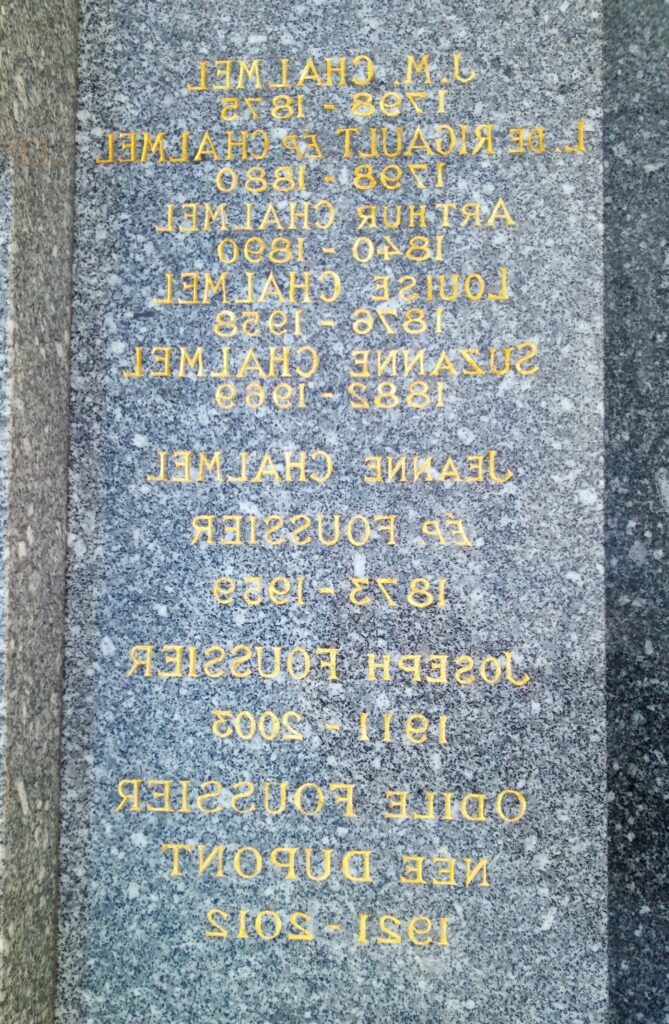 J.M. CHALMEL
1798 - 1875
L. DE RIGAULT ÉP CHALMEL
1798 - 1880
ARTHUR CHALMEL
1840 - 1890
LOUISE CHALMEL
1876 - 1958
SUZANNE CHALMEL
1882 - 1969
JEANNE CHALMEL
ÉP. FOUSSIER
1873 - 1959
JOSEPH FOUSSIER
1911 - 2003
ODILE FOUSSIER
NÉE DUPONT
1921 - 2012